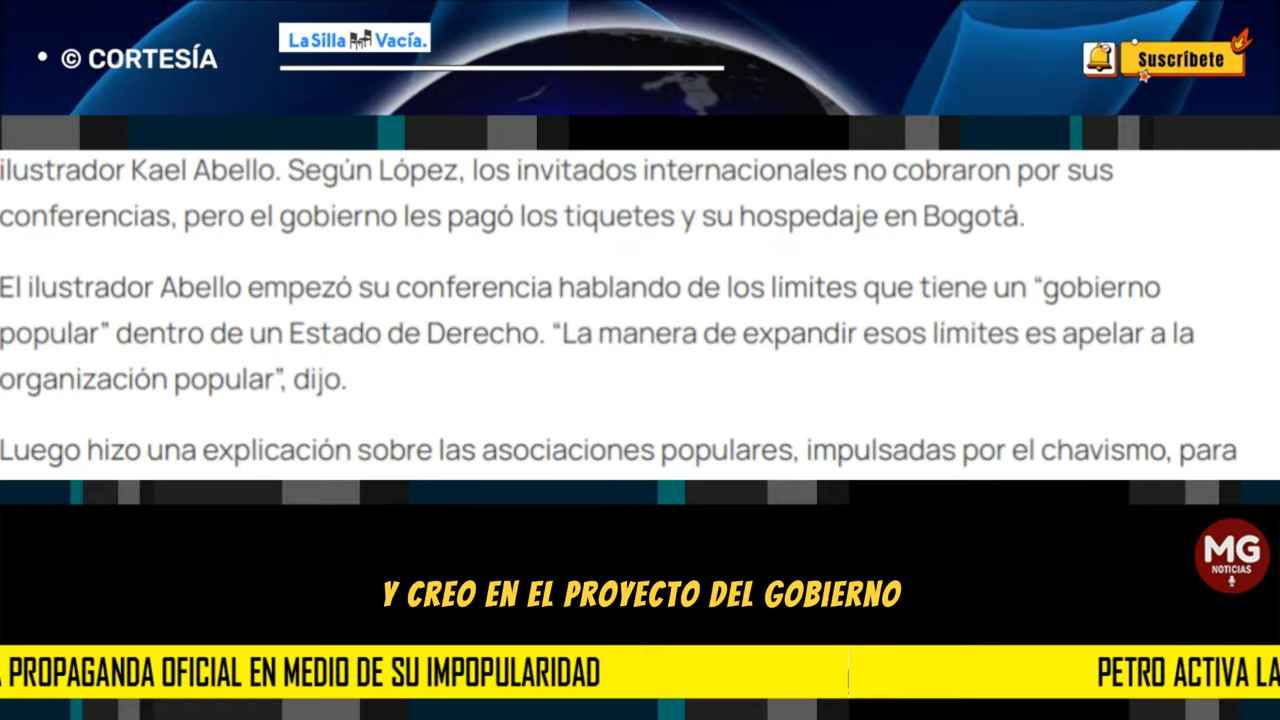 © CORTESÍA
La Silla Vacía.
Suscríbete
ilustrador Kael Abello. Según López, los invitados internacionales no cobraron por sus
conferencias, pero el gobierno les pagó los tiquetes y su hospedaje en Bogotá.
El ilustrador Abello empezó su conferencia hablando de los límites que tiene un “gobierno
popular” dentro de un Estado de Derecho. “La manera de expandir esos límites es apelar a la
organización popular”, dijo.
Luego hizo una explicación sobre las asociaciones populares, impulsadas por el chavismo, para
MG
NOTICIAS
Y CREO EN EL PROYECTO DEL GOBIERNO
A PROPAGANDA OFICIAL EN MEDIO DE SU IMPOPULARIDAD
PETRO ACTIVA LA